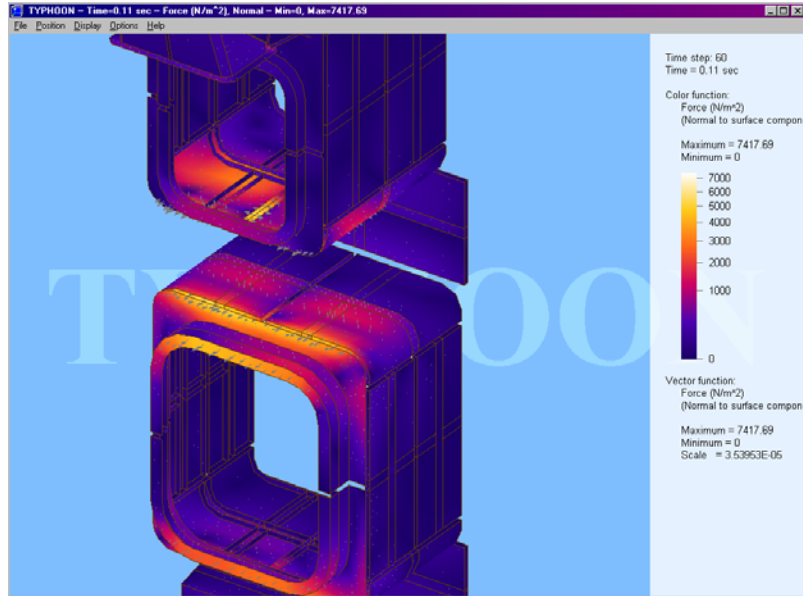 TYPHOON – Time=0.11 sec – Force (N/m^2), Normal – Min=0, Max=7417.69
File Position Display Options Help
Time step: 60
Time = 0.11 sec
Color function:
Force (N/m^2)
(Normal to surface compon
Maximum = 7417.69
Minimum = 0
7000
6000
5000
4000
3000
2000
1000
0
TYPHOON
Vector function:
Force (N/m^2)
(Normal to surface compon
Maximum = 7417.69
Minimum = 0
Scale = 3.53953E-05